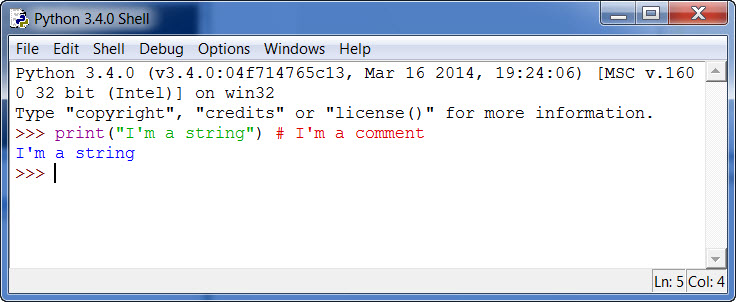 Python 3.4.0 Shell
File Edit Shell Debug Options Windows Help
Python 3.4.0 (v3.4.0:04f714765c13, Mar 16 2014, 19:24:06) [MSC v.160
0 32 bit (Intel)] on win32
Type "copyright", "credits" or "license()" for more information.
>>> print("I'm a string") # I'm a comment
I'm a string
>>>
Ln: 5 Col: 4